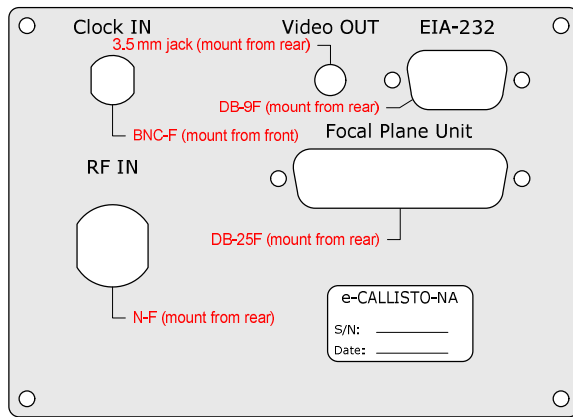 Clock IN
Video OUT
EIA-232
3.5 mm jack (mount from rear)
DB-9F (mount from rear)
BNC-F (mount from front)
Focal Plane Unit
RF IN
DB-25F (mount from rear)
N-F (mount from rear)
e-CALLISTO-NA
S/N:
Date: